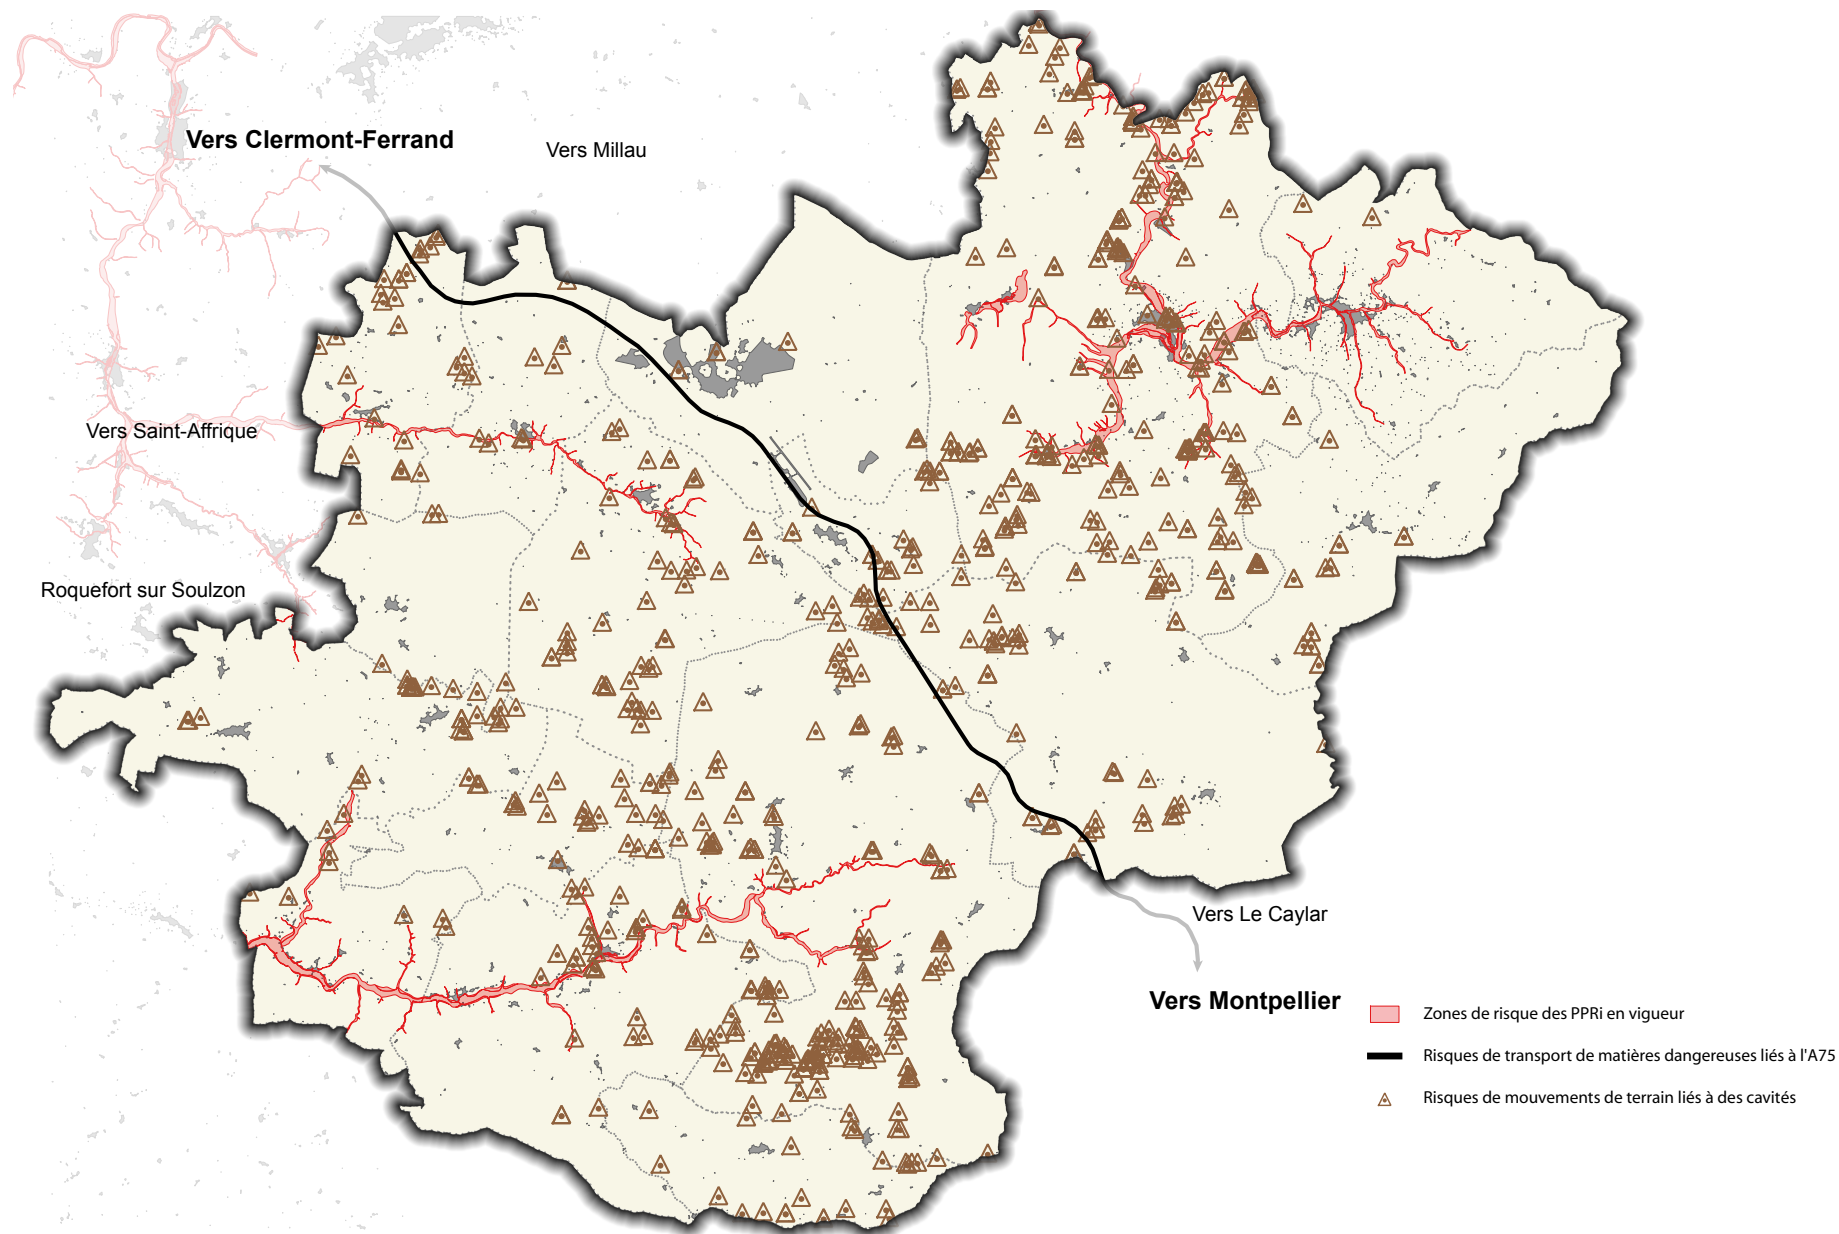 Vers Clermont-Ferrand
Vers Millau
Vers Saint-Affrique
Roquefort sur Soulzon
Vers Le Caylar
Vers Montpellier
Zones de risque des PPRi en vigueur
Risques de transport de matières dangereuses liés à l'A75
Risques de mouvements de terrain liés à des cavités